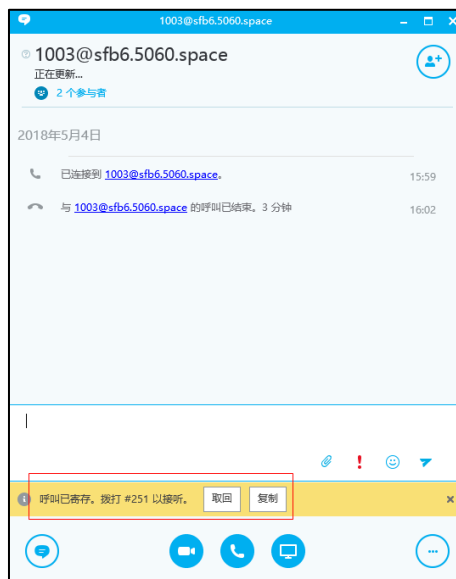 1003@sfb6.5060.space
1003@sfb6.5060.space
正在更新...
2 个参与者
2018年5月4日
已连接到 1003@sfb6.5060.space。 15:59
与 1003@sfb6.5060.space 的呼叫已结束。3 分钟 16:02
呼叫已寄存。拨打 #251 以接听。 取回 复制